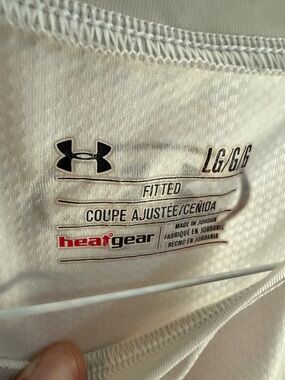 LG/G/G
FITTED
COUPE AJUSTÉE/CEÑIDA
heatgear
MADE IN JORDAN
FABRIQUÉ EN JORDANIE
HECHO EN JORDANIA